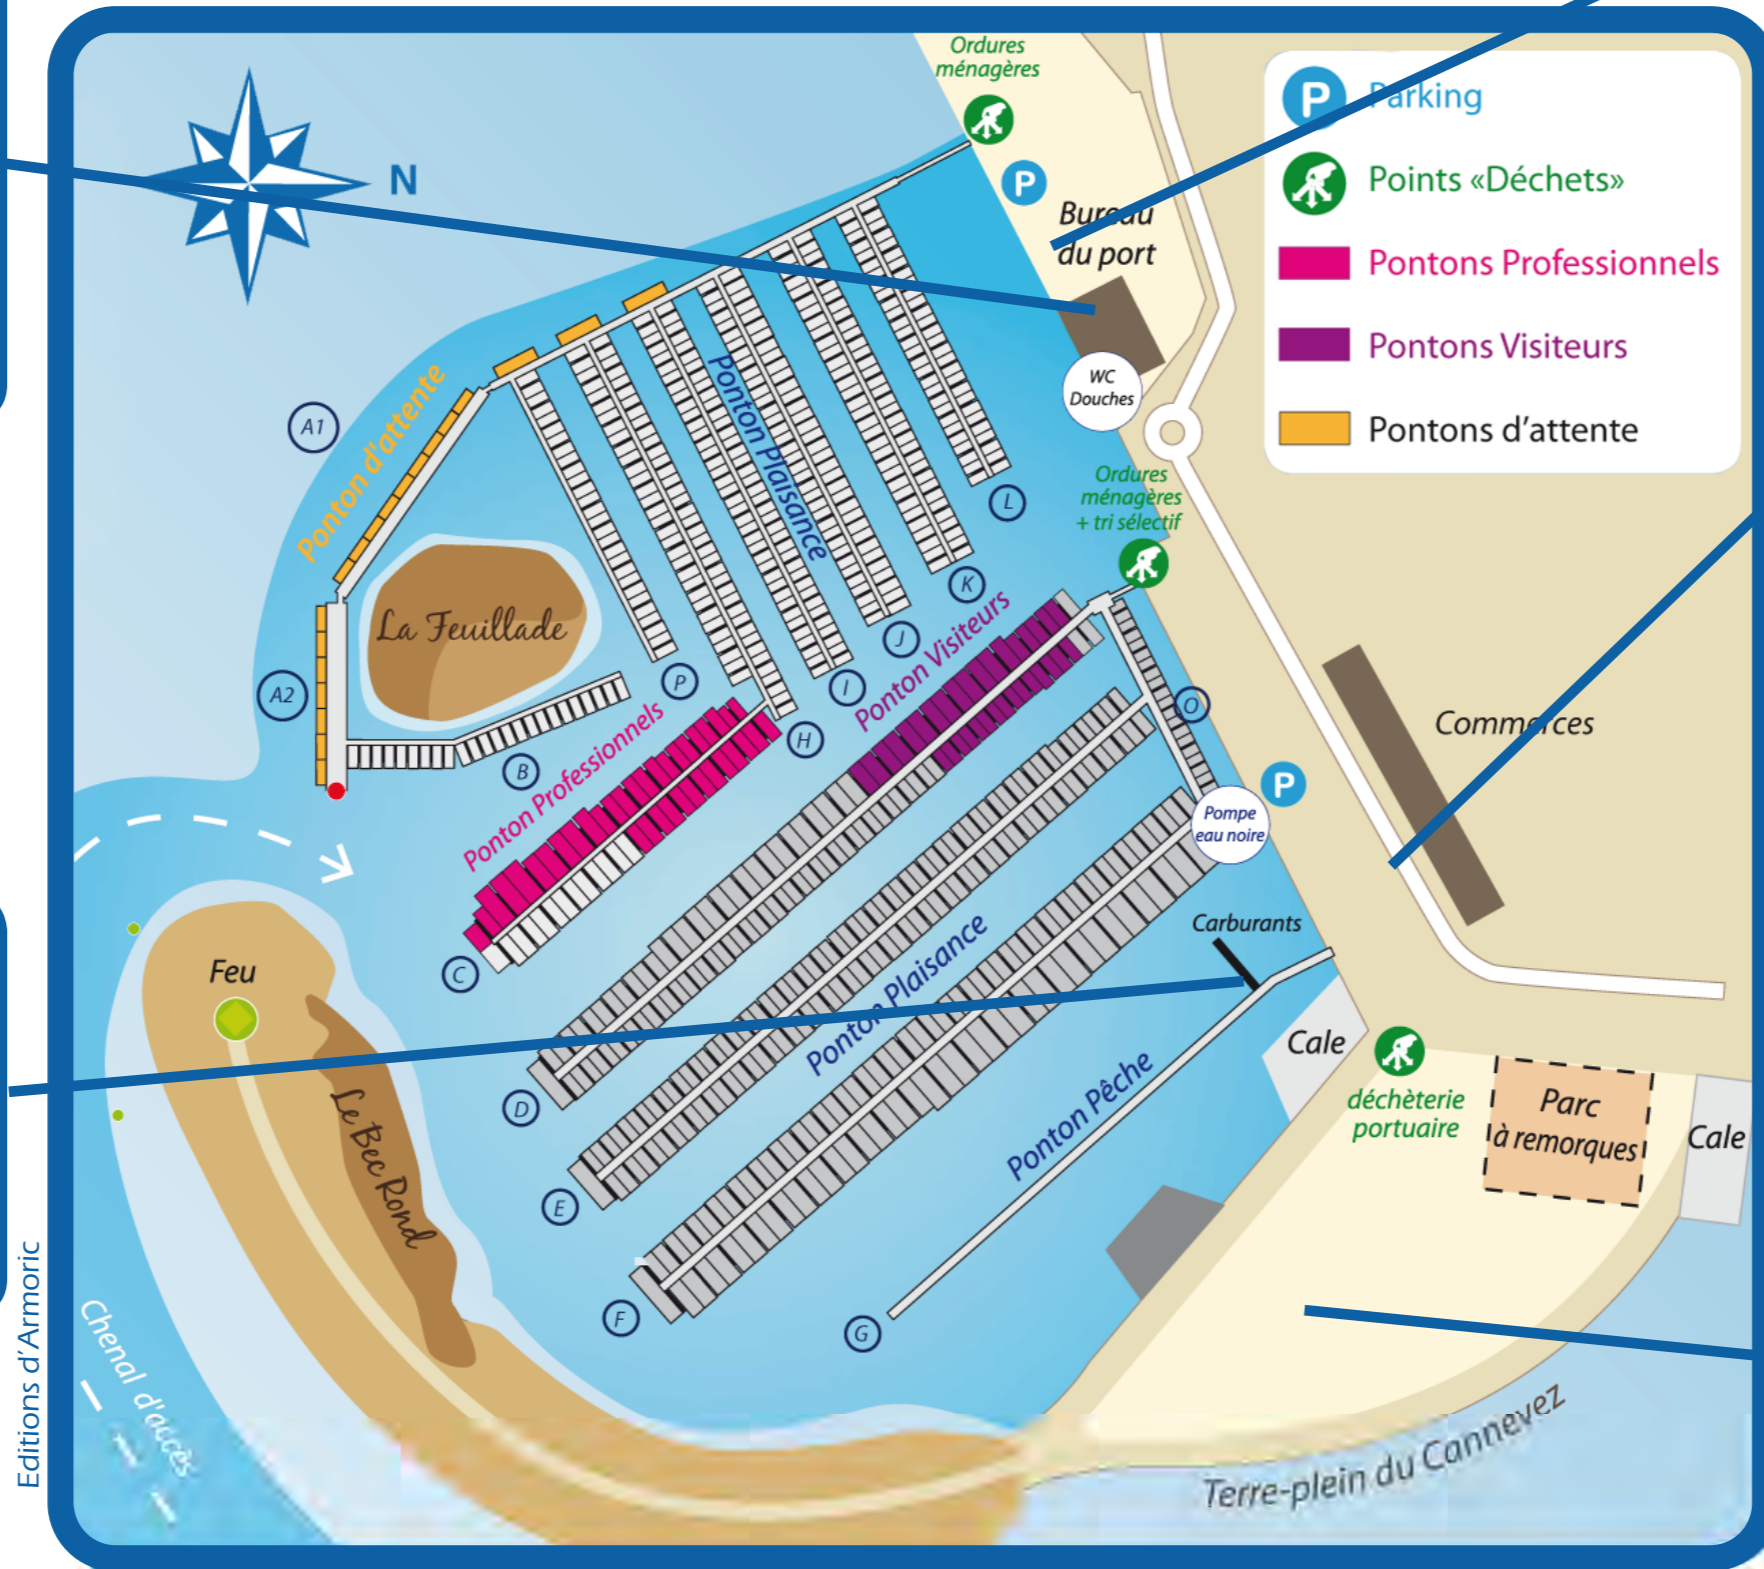 Ordures
ménagères
P
Parking
Points «Déchets»
Pontons Professionnels
Pontons Visiteurs
Pontons d'attente
N
P
Bureau
du port
WC
Douches
Ordures
ménagères
+ tri sélectif
A1
Ponton d'attente
Ponton Plaisance
L
K
J
I
H
P
La Feuillade
A2
B
Ponton Visiteurs
Ponton Professionnels
O
Commerces
P
Pompe
eau noire
Carburants
C
Feu
Ponton Plaisance
D
E
F
G
Ponton Pêche
Cale
déchèterie
portuaire
Parc
à remorques
Cale
Le Bec Rond
Chenal d'accès
Terre-plein du Cannevez
Editions d'Armoric